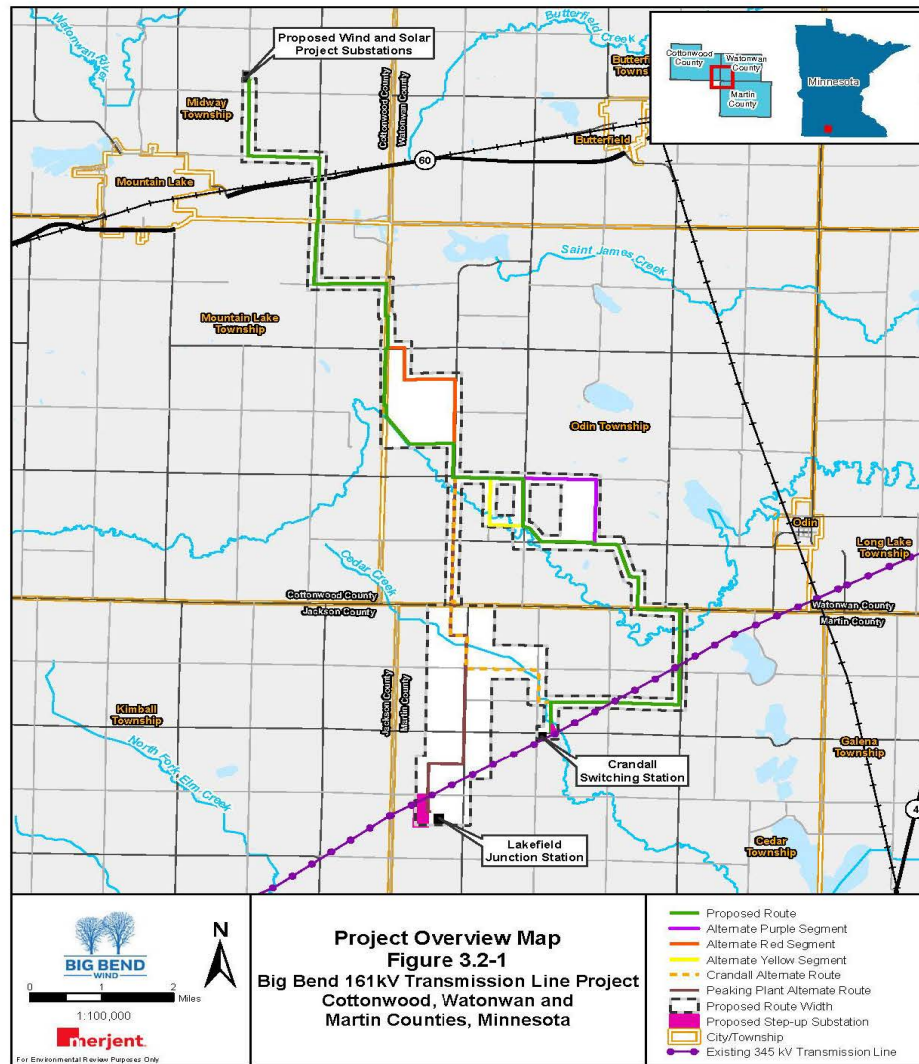 Proposed Wind and Solar
Project Substations
Watonwan
River
Butterfield
Creek
Cottonwood
County
Watonwan
County
Martin
County
Minnesota
Midway
Township
Cottonwood County
Watonwan County
Butterfield
60
Mountain Lake
Saint James
Creek
Mountain Lake
Township
Odin Township
Odin
Long Lake
Township
Cedar Creek
Cottonwood County
Jackson County
Watonwan County
Martin County
Jackson County
Martin County
Kimball
Township
North Fork Elm Creek
Crandall
Switching Station
Galena
Township
Lakefield
Junction Station
Cedar
Township
4
BIG BEND
WIND
N
0 1 2
Miles
1:100,000
merjent.
For Environmental Review Purposes Only
Project Overview Map
Figure 3.2-1
Big Bend 161kV Transmission Line Project
Cottonwood, Watonwan and
Martin Counties, Minnesota
Proposed Route
Alternate Purple Segment
Alternate Red Segment
Alternate Yellow Segment
Crandall Alternate Route
Peaking Plant Alternate Route
Proposed Route Width
Proposed Step-up Substation
City/Township
Existing 345 kV Transmission Line